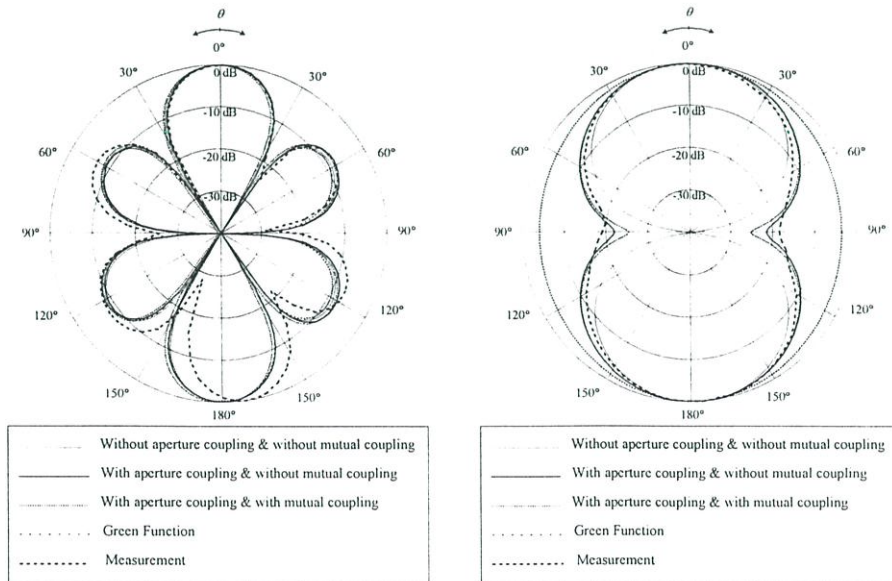 θ
0°
30°
30°
0 dB
-10 dB
60°
60°
-20 dB
-30 dB
90°
90°
120°
120°
150°
150°
180°
Without aperture coupling & without mutual coupling
With aperture coupling & without mutual coupling
With aperture coupling & with mutual coupling
Green Function
Measurement
θ
0°
30°
30°
0 dB
-10 dB
60°
60°
-20 dB
-30 dB
90°
90°
120°
120°
150°
150°
180°
Without aperture coupling & without mutual coupling
With aperture coupling & without mutual coupling
With aperture coupling & with mutual coupling
Green Function
Measurement